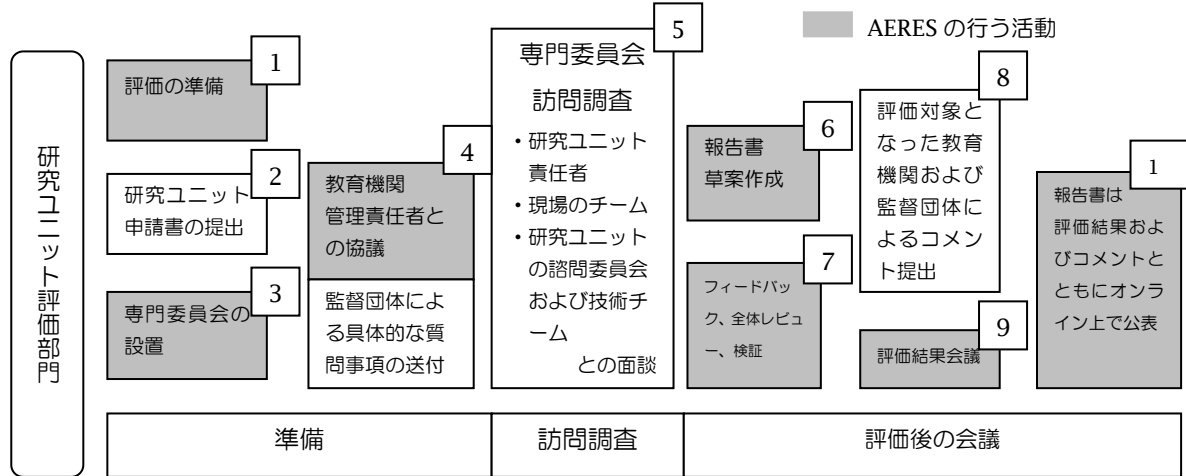 AERES の行う活動
研究ユニット評価部門
1
評価の準備
2
研究ユニット
申請書の提出
3
専門委員会の
設置
4
教育機関
管理責任者と
の協議
監督団体によ
る具体的な質
問事項の送付
5
専門委員会
訪問調査
・研究ユニット
責任者
・現場のチーム
・研究ユニット
の諮問委員会
および技術チ
ーム
との面談
6
報告書
草案作成
7
フィードバッ
ク、全体レビュ
ー、検証
8
評価対象と
なった教育
機関および
監督団体に
よるコメン
ト提出
9
評価結果会議
1
報告書は
評価結果およ
びコメントと
ともにオンラ
イン上で公表
準備
訪問調査
評価後の会議